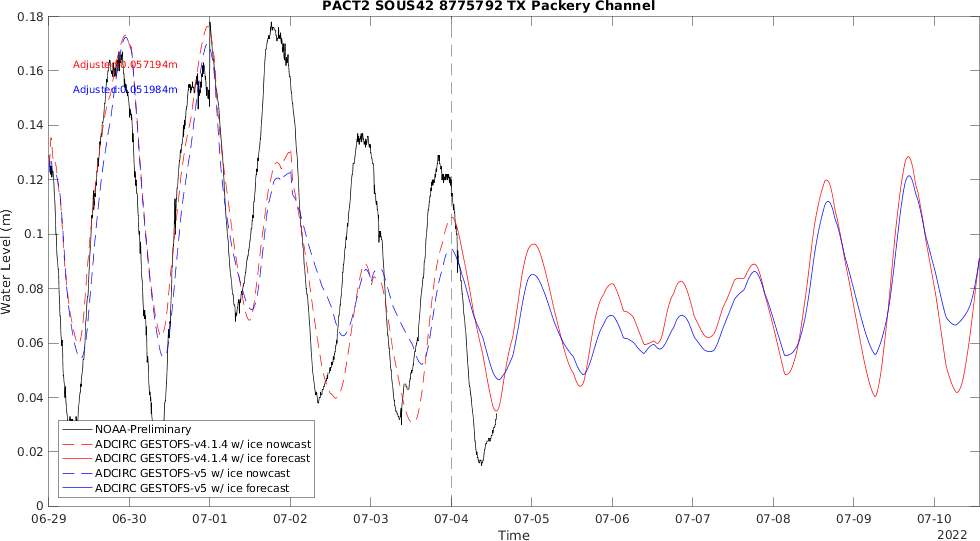 PACT2 SOUS42 8775792 TX Packery Channel
0.18
0.16
0.14
0.12
0.1
0.08
0.06
0.04
0.02
0
Water Level (m)
Adjusted:0.057194m
Adjusted:0.051984m
NOAA-Preliminary
ADCIRC GESTOFS-v4.1.4 w/ ice nowcast
ADCIRC GESTOFS-v4.1.4 w/ ice forecast
ADCIRC GESTOFS-v5 w/ ice nowcast
ADCIRC GESTOFS-v5 w/ ice forecast
06-29 06-30 07-01 07-02 07-03 07-04 07-05 07-06 07-07 07-08 07-09 07-10
Time
2022